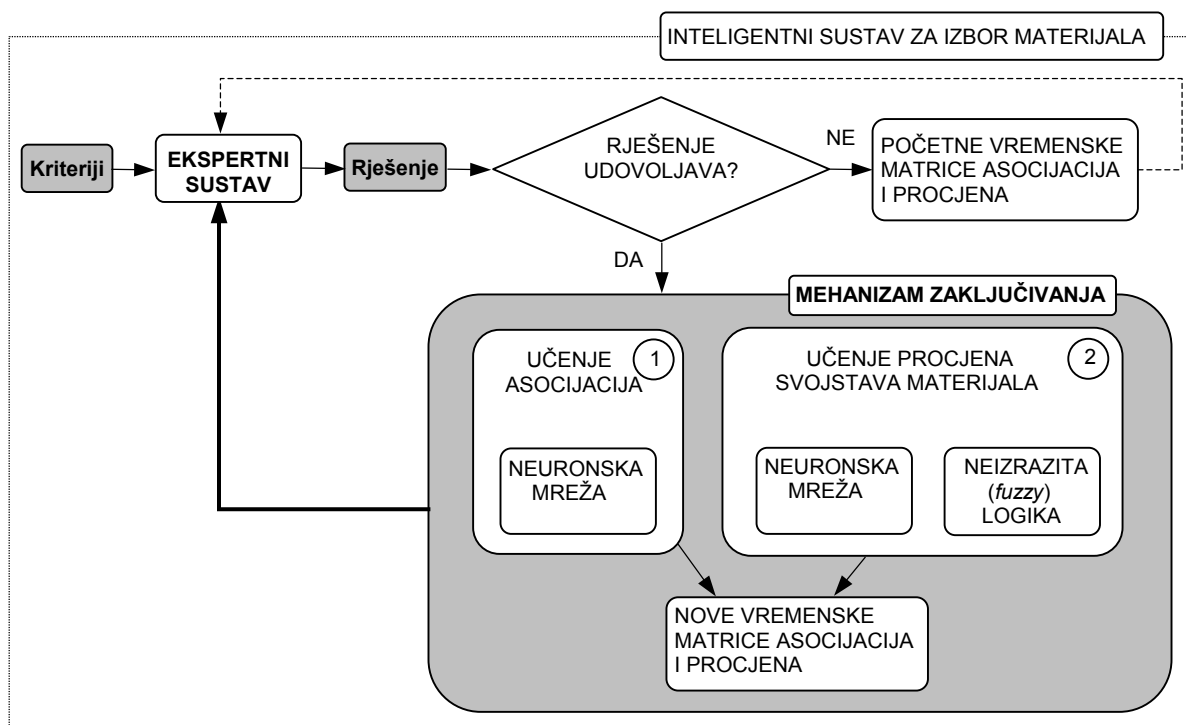 INTELIGENTNI SUSTAV ZA IZBOR MATERIJALA
Kriteriji
EKSPERTNI
SUSTAV
Rješenje
RJEŠENJE
UDOVOLJAVA?
NE
POČETNE VREMENSKE
MATRICE ASOCIJACIJA
I PROCJENA
DA
MEHANIZAM ZAKLJUČIVANJA
UČENJE
ASOCIJACIJA
1
NEURONSKA
MREŽA
UČENJE PROCJENA
SVOJSTAVA MATERIJALA
2
NEURONSKA
MREŽA
NEIZRAZITA
(fuzzy)
LOGIKA
NOVE VREMENSKE
MATRICE ASOCIJACIJA
I PROCJENA